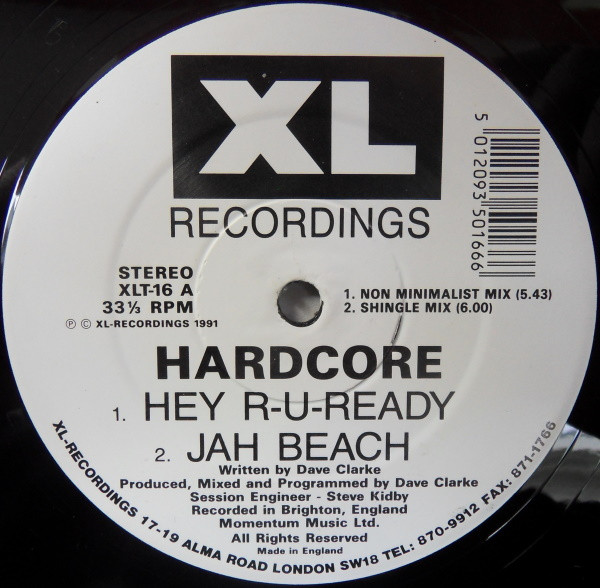 XL
RECORDINGS
5 012093 501666
STEREO
XLT-16 A
33⅓ RPM
℗ © XL-RECORDINGS 1991
1. NON MINIMALIST MIX (5.43)
2. SHINGLE MIX (6.00)
HARDCORE
1. HEY R-U-READY
2. JAH BEACH
Written by Dave Clarke
Produced, Mixed and Programmed by Dave Clarke
Session Engineer - Steve Kidby
Recorded in Brighton, England
Momentum Music Ltd.
All Rights Reserved
Made in England
XL-RECORDINGS 17-19 ALMA ROAD LONDON SW18 TEL: 870-9912 FAX: 871-1766